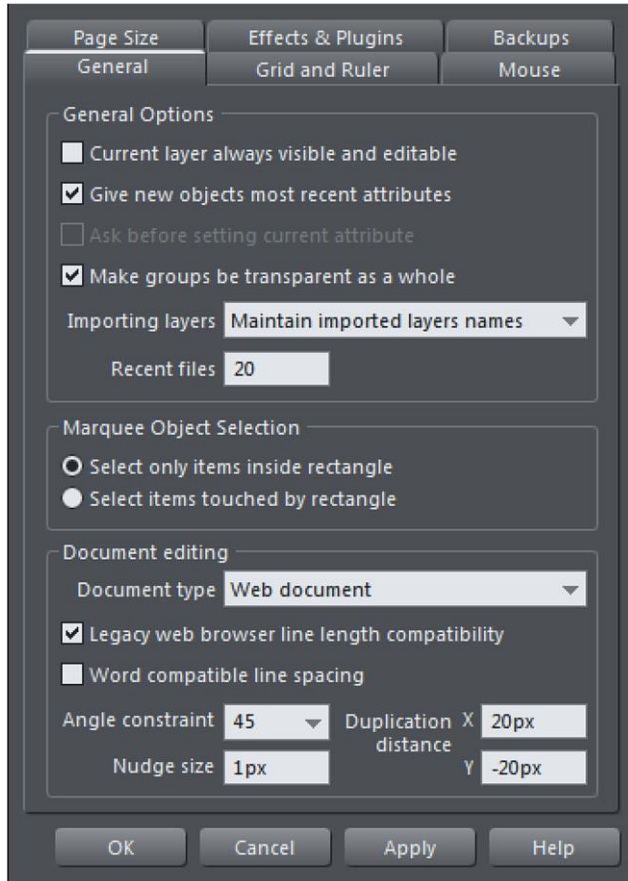 Page Size Effects & Plugins Backups
General Grid and Ruler Mouse
General Options
Current layer always visible and editable
Give new objects most recent attributes
Ask before setting current attribute
Make groups be transparent as a whole
Importing layers Maintain imported layers names
Recent files 20
Marquee Object Selection
Select only items inside rectangle
Select items touched by rectangle
Document editing
Document type Web document
Legacy web browser line length compatibility
Word compatible line spacing
Angle constraint 45 Duplication X 20px
distance
Nudge size 1px Y -20px
OK Cancel Apply Help